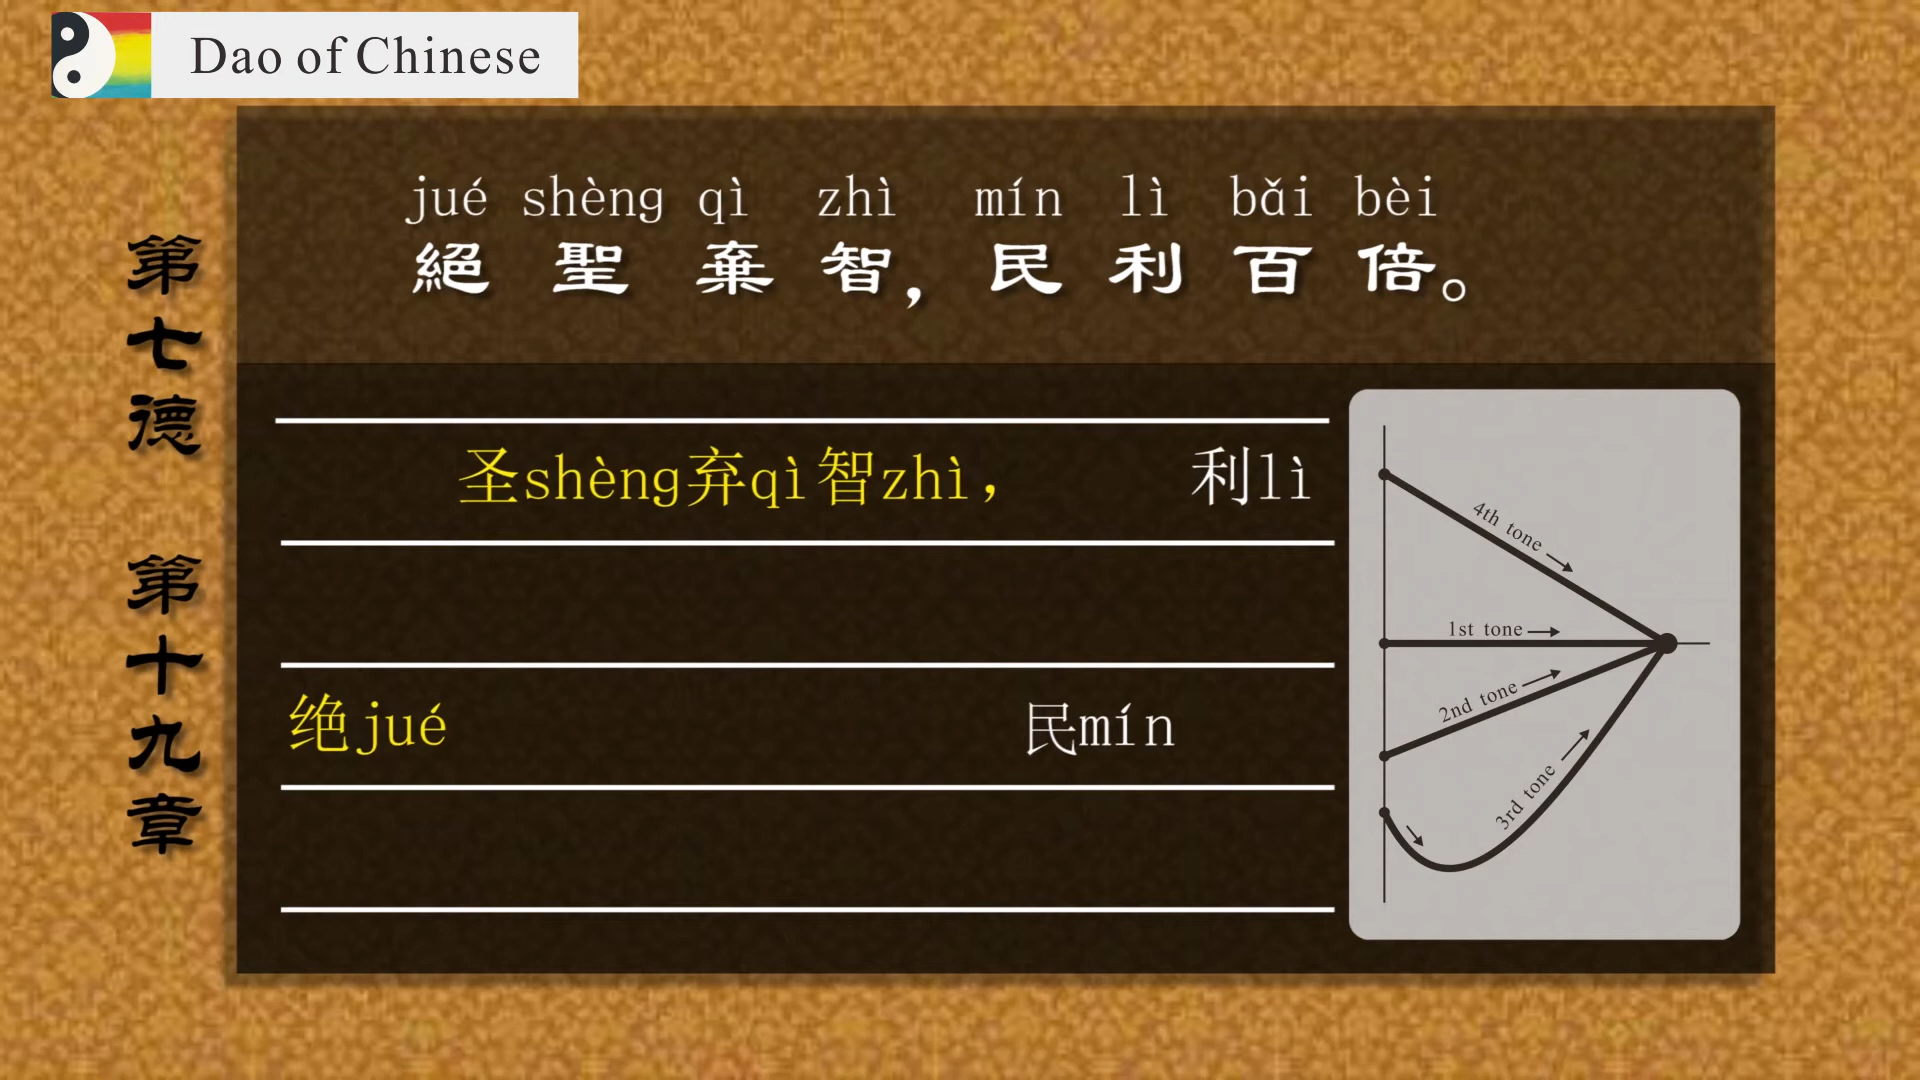 Dao of Chinese
第七德 第十九章
jué shèng qì zhì mín lì bǎi bèi
絕聖棄智，民利百倍。
圣shèng弃qì智zhì， 利lì
绝jué 民mín
4th tone
1st tone
2nd tone
3rd tone